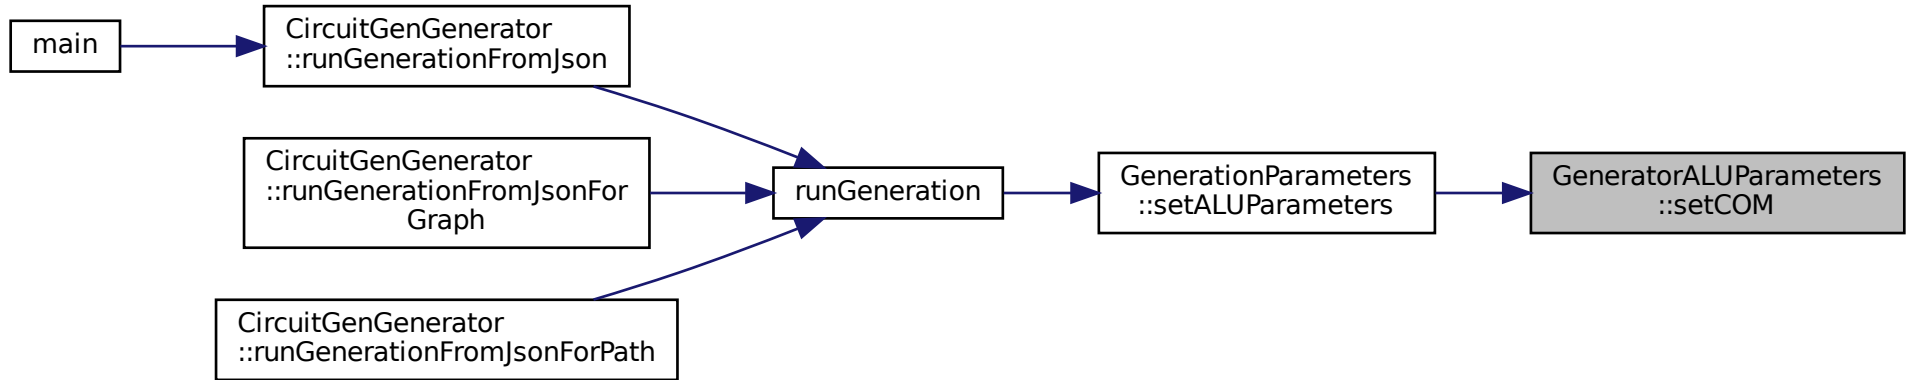 main
CircuitGenGenerator
::runGenerationFromJson
CircuitGenGenerator
::runGenerationFromJsonFor
Graph
CircuitGenGenerator
::runGenerationFromJsonForPath
runGeneration
GenerationParameters
::setALUParameters
GeneratorALUParameters
::setCOM